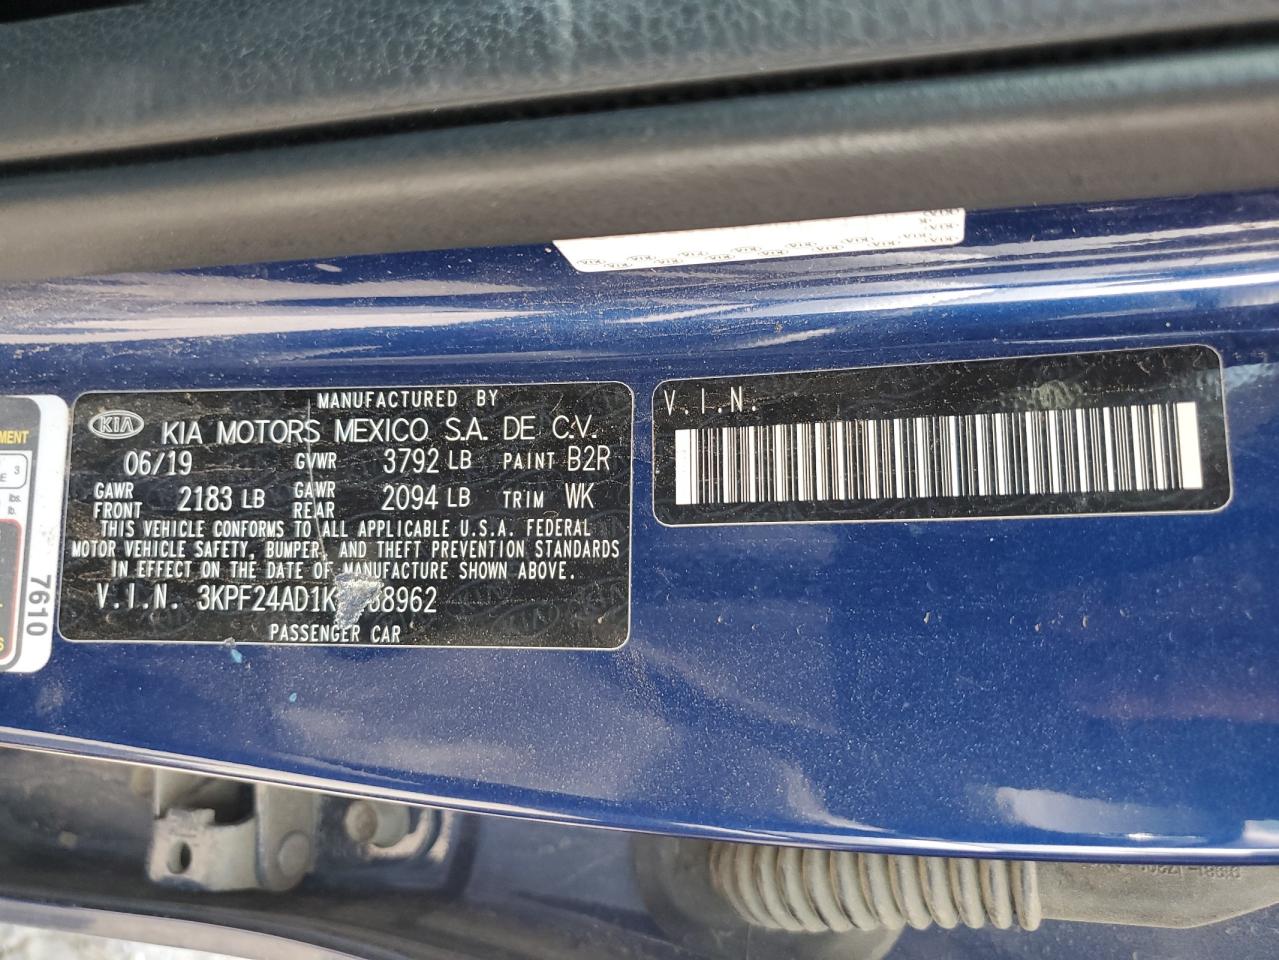 MANUFACTURED BY
KIA KIA MOTORS MEXICO S.A. DE C.V.
06/19 GVWR 3792 LB PAINT B2R
GAWR FRONT 2183 LB GAWR REAR 2094 LB TRIM WK
THIS VEHICLE CONFORMS TO ALL APPLICABLE U.S.A. FEDERAL
MOTOR VEHICLE SAFETY, BUMPER, AND THEFT PREVENTION STANDARDS
IN EFFECT ON THE DATE OF MANUFACTURE SHOWN ABOVE.
V.I.N.
PASSENGER CAR
V.I.N.
7610